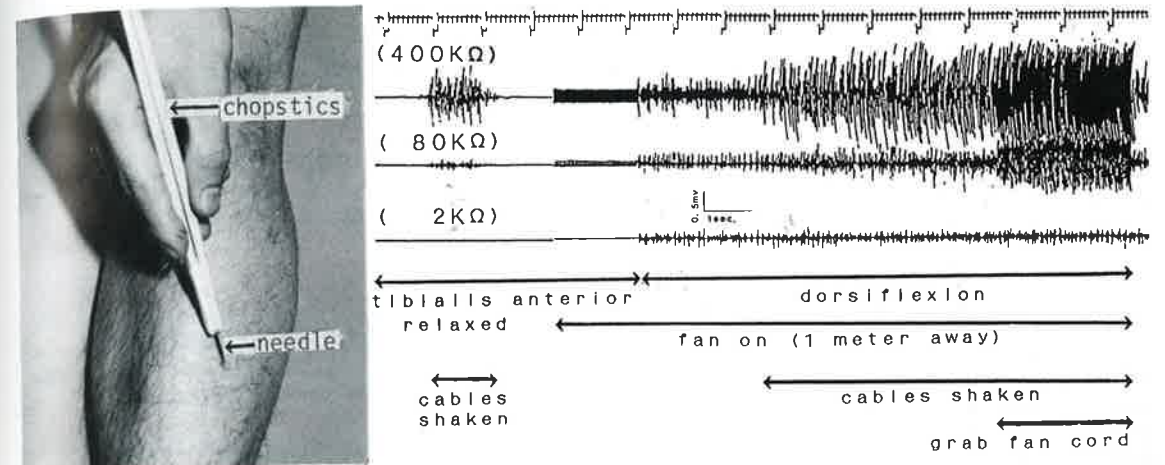 chopstics
needle
(400KΩ)
( 80KΩ)
( 2KΩ)
0.5mv
1sec.
tibialis anterior
relaxed
dorsiflexion
fan on (1 meter away)
cables
shaken
cables shaken
grab fan cord